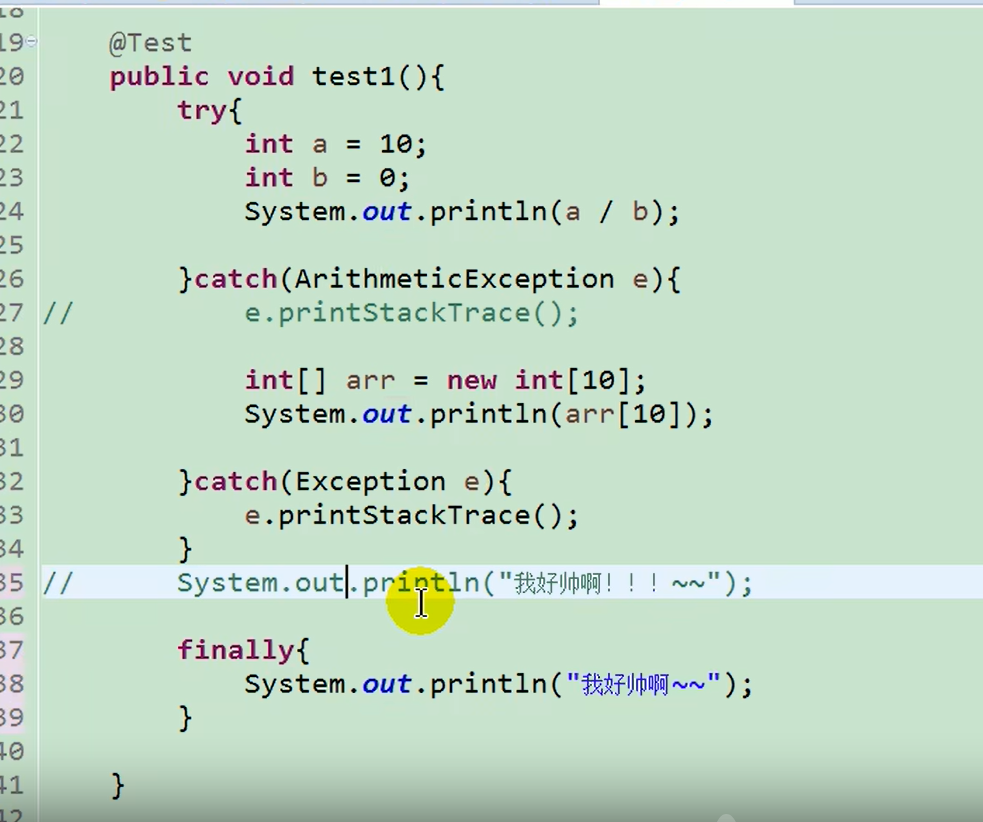 18
19 @Test
20 public void test1(){
21 try{
22 int a = 10;
23 int b = 0;
24 System.out.println(a / b);
25
26 }catch(ArithmeticException e){
27 // e.printStackTrace();
28
29 int[] arr = new int[10];
30 System.out.println(arr[10]);
31
32 }catch(Exception e){
33 e.printStackTrace();
34 }
35 // System.out.println("我好帅啊！！！~~");
36
37 finally{
38 System.out.println("我好帅啊~~");
39 }
40
41 }
42